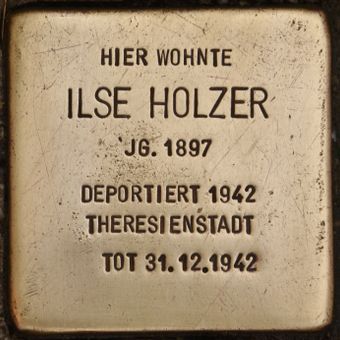 HIER WOHNTE
ILSE HOLZER
JG. 1897
DEPORTIERT 1942
THERESIENSTADT
TOT 31.12.1942